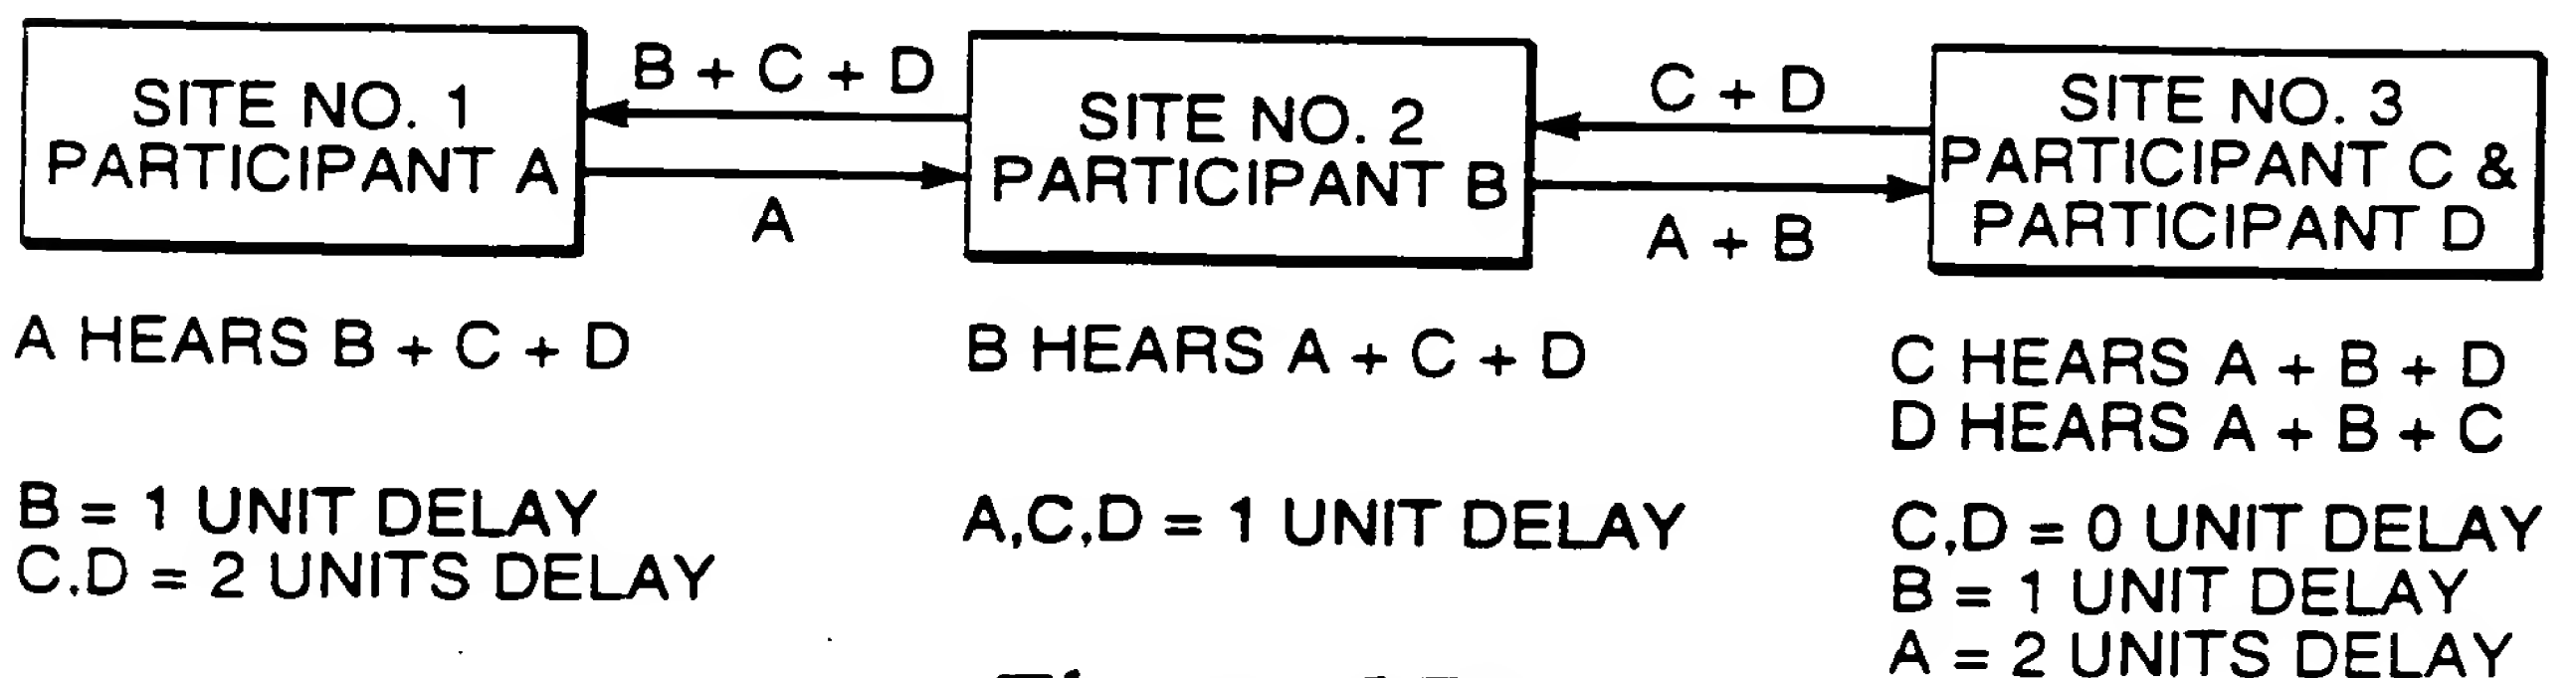 SITE NO. 1
PARTICIPANT A
B + C + D
A
SITE NO. 2
PARTICIPANT B
C + D
A + B
SITE NO. 3
PARTICIPANT C &
PARTICIPANT D
A HEARS B + C + D
B HEARS A + C + D
C HEARS A + B + D
D HEARS A + B + C
B = 1 UNIT DELAY
C,D = 2 UNITS DELAY
A,C,D = 1 UNIT DELAY
C,D = 0 UNIT DELAY
B = 1 UNIT DELAY
A = 2 UNITS DELAY